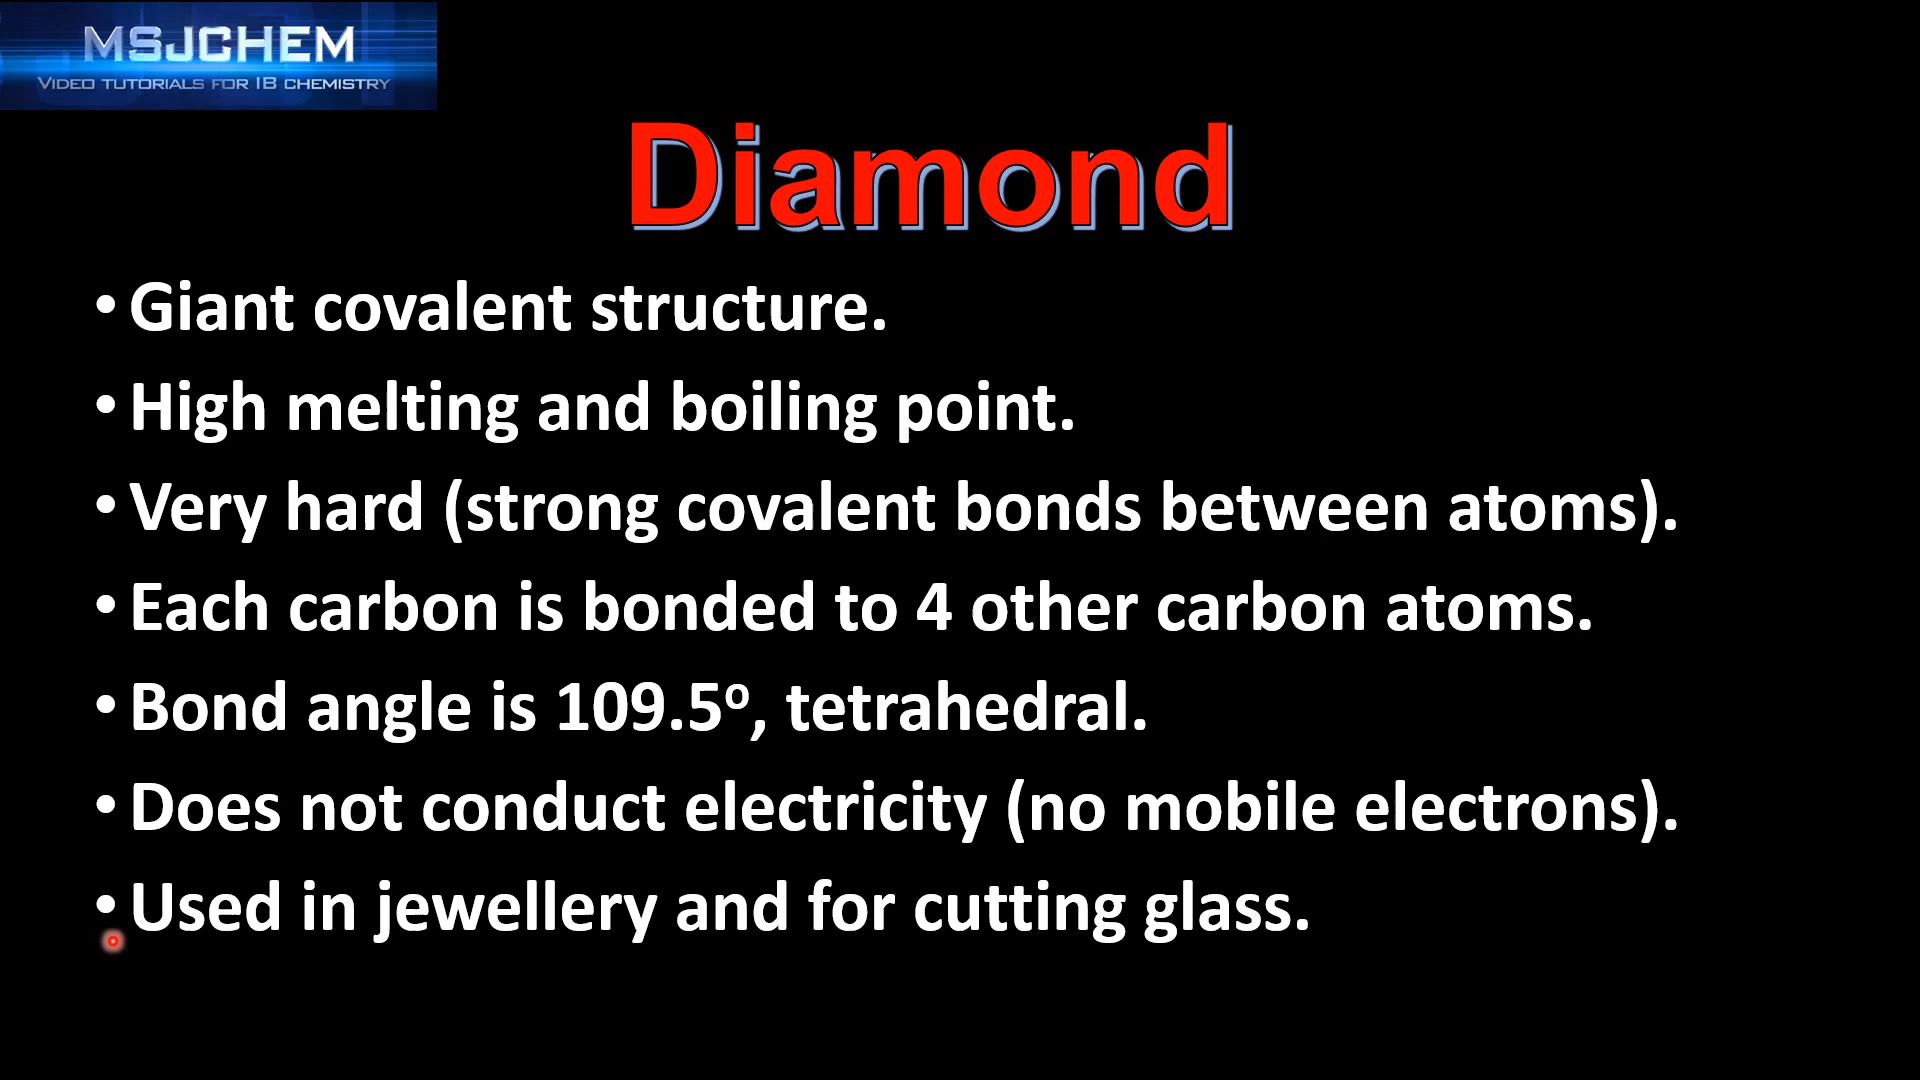 MSJCHEM
VIDEO TUTORIALS FOR IB CHEMISTRY
Diamond
• Giant covalent structure.
• High melting and boiling point.
• Very hard (strong covalent bonds between atoms).
• Each carbon is bonded to 4 other carbon atoms.
• Bond angle is 109.5º, tetrahedral.
• Does not conduct electricity (no mobile electrons).
• Used in jewellery and for cutting glass.